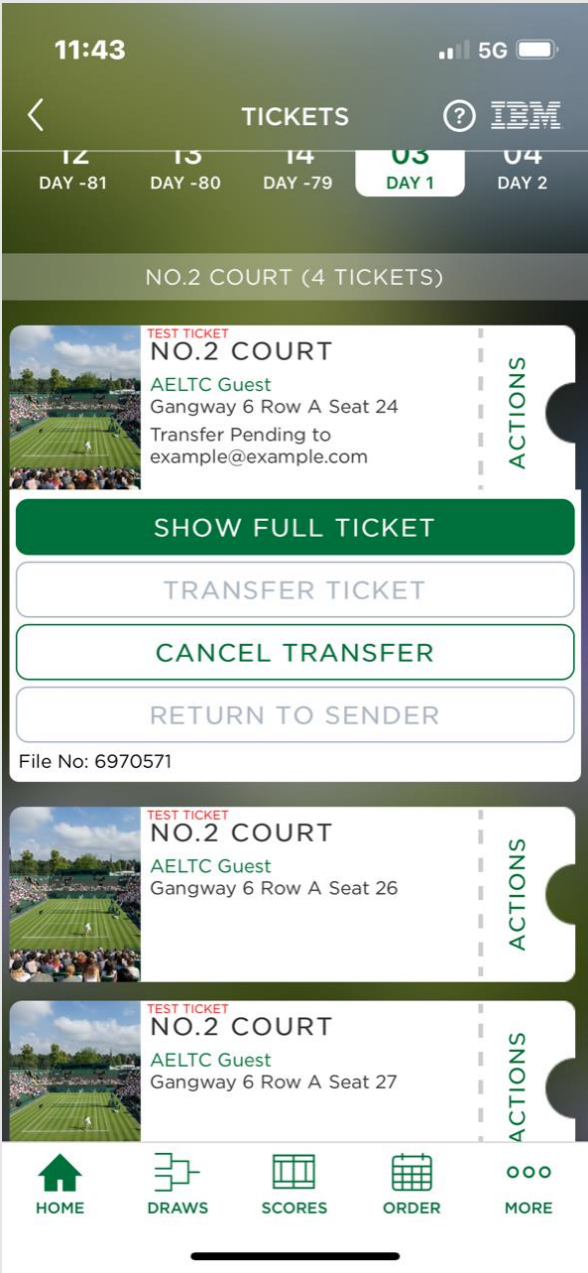 11:43 5G
TICKETS ? IBM
12 13 14 03 04
DAY -81 DAY -80 DAY -79 DAY 1 DAY 2
NO.2 COURT (4 TICKETS)
TEST TICKET
NO.2 COURT
AELTC Guest
Gangway 6 Row A Seat 24
Transfer Pending to
example@example.com
ACTIONS
SHOW FULL TICKET
TRANSFER TICKET
CANCEL TRANSFER
RETURN TO SENDER
File No: 6970571
TEST TICKET
NO.2 COURT
AELTC Guest
Gangway 6 Row A Seat 26
ACTIONS
TEST TICKET
NO.2 COURT
AELTC Guest
Gangway 6 Row A Seat 27
ACTIONS
HOME DRAWS SCORES ORDER MORE